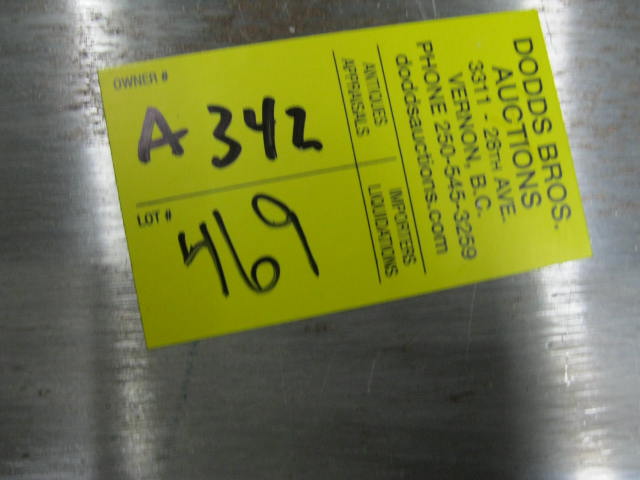 DODDS BROS.
AUCTIONS
3311 - 28TH AVE.
VERNON, B.C.
PHONE 250-545-3259
doddsauctions.com
ANTIQUES IMPORTERS
APPRAISALS LIQUIDATIONS
OWNER #
A 342
LOT #
469